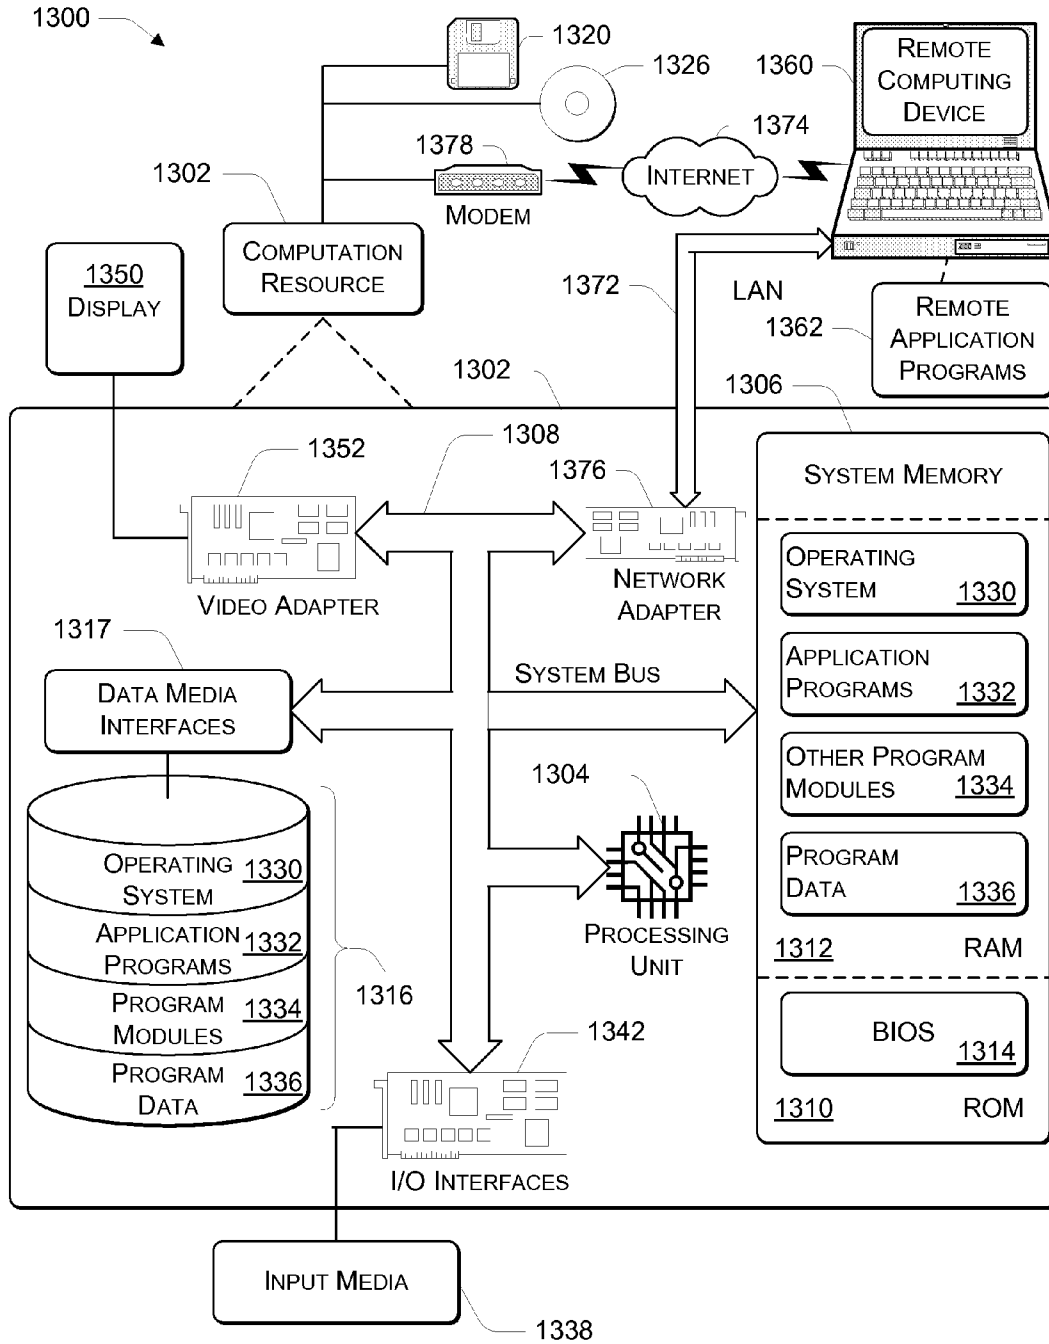 1300
1320
1326
1360
REMOTE
COMPUTING
DEVICE
1378
1374
INTERNET
MODEM
1302
COMPUTATION
RESOURCE
1350
DISPLAY
1372
LAN
1362
REMOTE
APPLICATION
PROGRAMS
1302
1306
1308
1352
1376
SYSTEM MEMORY
VIDEO ADAPTER
NETWORK
ADAPTER
OPERATING
SYSTEM 1330
1317
DATA MEDIA
INTERFACES
SYSTEM BUS
APPLICATION
PROGRAMS 1332
OTHER PROGRAM
MODULES 1334
1304
PROCESSING
UNIT
PROGRAM
DATA 1336
1312 RAM
OPERATING
SYSTEM 1330
APPLICATION
PROGRAMS 1332
PROGRAM
MODULES 1334
PROGRAM
DATA 1336
1316
BIOS 1314
1310 ROM
1342
I/O INTERFACES
INPUT MEDIA
1338